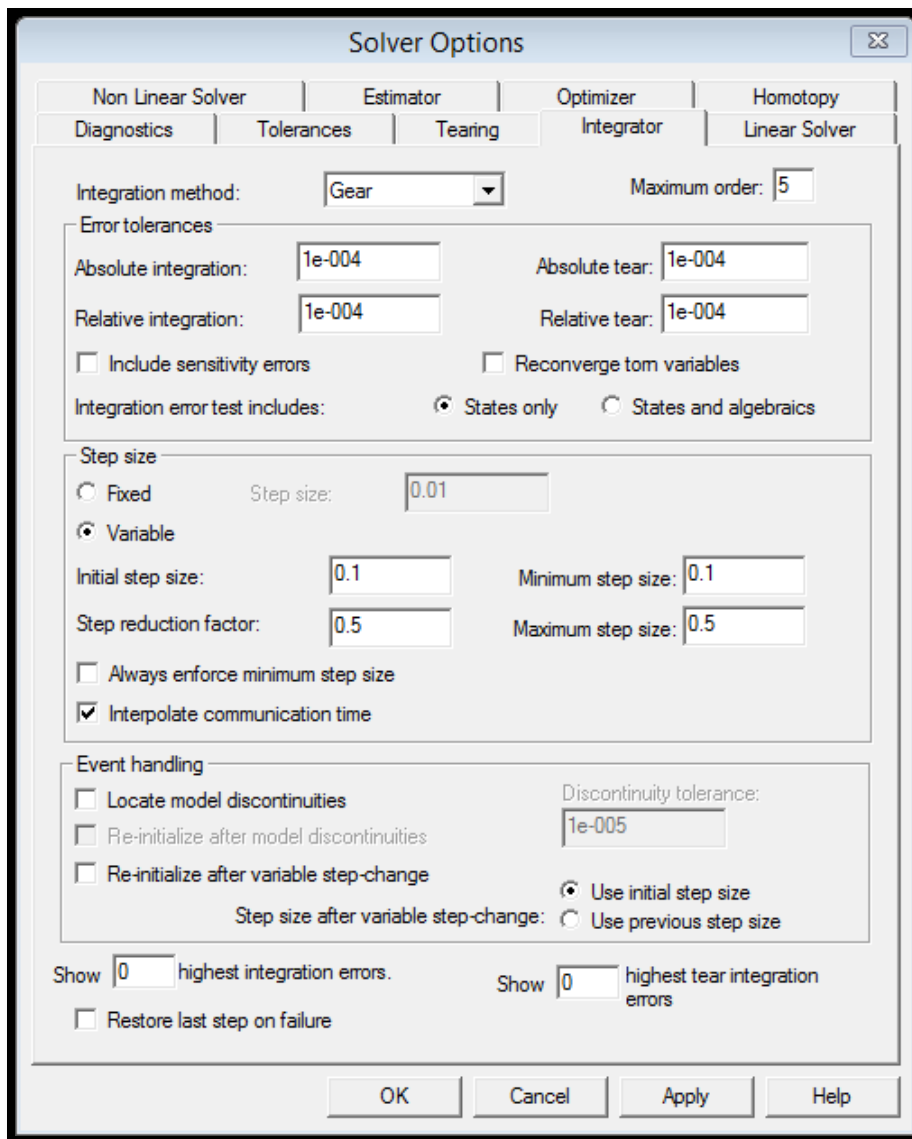 Solver Options
Non Linear Solver Estimator Optimizer Homotopy
Diagnostics Tolerances Tearing Integrator Linear Solver
Integration method: Gear Maximum order: 5
Error tolerances
Absolute integration: 1e-004 Absolute tear: 1e-004
Relative integration: 1e-004 Relative tear: 1e-004
Include sensitivity errors Reconverge torn variables
Integration error test includes: States only States and algebraics
Step size
Fixed Step size: 0.01
Variable
Initial step size: 0.1 Minimum step size: 0.1
Step reduction factor: 0.5 Maximum step size: 0.5
Always enforce minimum step size
Interpolate communication time
Event handling
Locate model discontinuities Discontinuity tolerance:
Re-initialize after model discontinuities 1e-005
Re-initialize after variable step-change
Step size after variable step-change: Use initial step size
Use previous step size
Show 0 highest integration errors. Show 0 highest tear integration
errors
Restore last step on failure
OK Cancel Apply Help